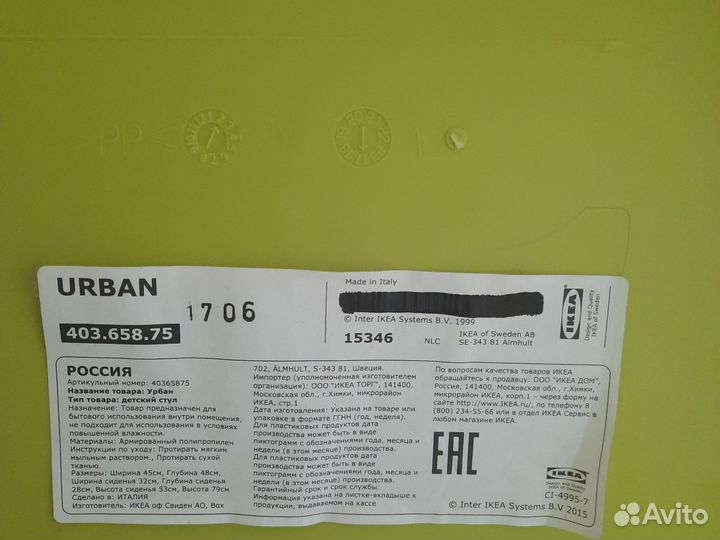 >PP<
URBAN
1706
403.658.75
Made in Italy
© Inter IKEA Systems B.V. 1999
15346 NLC
IKEA of Sweden AB
SE-343 81 Älmhult
Design and Quality
IKEA of Sweden
IKEA
РОССИЯ
Артикульный номер: 40365875
Название товара: Урбан
Тип товара: детский стул
Назначение: Товар предназначен для
бытового использования внутри помещения,
не подходит для использования в условиях
повышенной влажности.
Материалы: Армированный полипропилен
Инструкции по уходу: Протирать мягким
мыльным раствором., Протирать сухой
тканью.
Размеры: Ширина 45см, Глубина 48см,
Ширина сиденья 32см, Глубина сиденья
28см, Высота сиденья 53см, Высота 79см
Сделано в: ИТАЛИЯ
Изготовитель: ИКЕА оф Свиден АО, Box
702, ÄLMHULT, S-343 81, Швеция.
Импортер (уполномоченная изготовителем
организация): ООО "ИКЕА ТОРГ", 141400,
Московская обл., г.Химки, микрорайон
ИКЕА, стр.1
Дата изготовления: Указана на товаре или
упаковке в формате ГГНН (год, неделя).
Для пластиковых продуктов дата
производства может быть в виде
пиктограмм с обозначениями года, месяца и
недели (в этом месяце) производства.
Для пластиковых продуктов дата
производства может быть в виде
пиктограмм с обозначениями года, месяца и
недели (в этом месяце) производства.
Гарантийный срок и срок службы:
Информация указана на листке-вкладыше к
продукции, выдаваемом на кассе
По вопросам качества товаров ИКЕА
обращайтесь к продавцу: ООО "ИКЕА ДОМ",
Россия, 141400, Московская обл., г.Химки,
микрорайон ИКЕА, корп.1 – через форму на
сайте http://www.IKEA.ru/, по телефону 8
(800) 234-55-66 или в отдел ИКЕА Сервис в
любом магазине ИКЕА.
EAC
IKEA
CI-4995-7
© Inter IKEA Systems B.V 2015
Avito